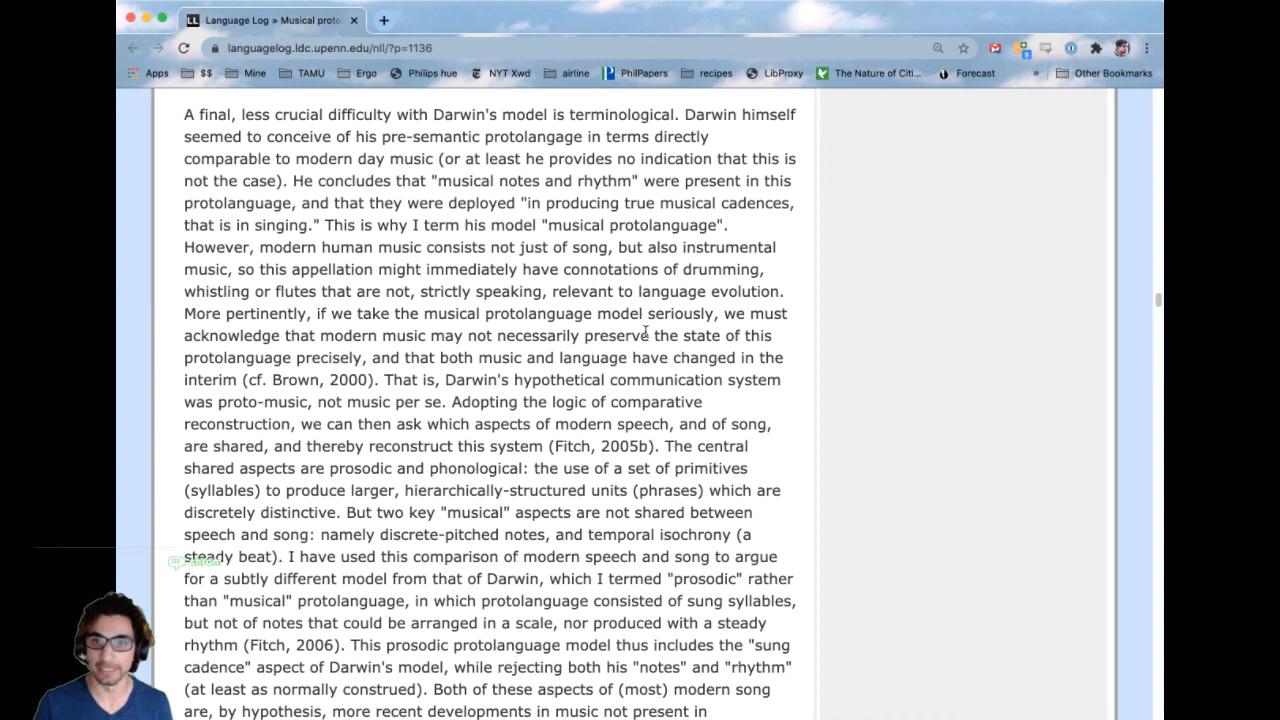 LL Language Log » Musical proto
languagelog.ldc.upenn.edu/nll/?p=1136
Apps $$ Mine TAMU Ergo Philips hue NYT Xwd airline PhilPapers recipes LibProxy The Nature of Citi... Forecast » Other Bookmarks
A final, less crucial difficulty with Darwin's model is terminological. Darwin himself
seemed to conceive of his pre-semantic protolangage in terms directly
comparable to modern day music (or at least he provides no indication that this is
not the case). He concludes that "musical notes and rhythm" were present in this
protolanguage, and that they were deployed "in producing true musical cadences,
that is in singing." This is why I term his model "musical protolanguage".
However, modern human music consists not just of song, but also instrumental
music, so this appellation might immediately have connotations of drumming,
whistling or flutes that are not, strictly speaking, relevant to language evolution.
More pertinently, if we take the musical protolanguage model seriously, we must
acknowledge that modern music may not necessarily preserve the state of this
protolanguage precisely, and that both music and language have changed in the
interim (cf. Brown, 2000). That is, Darwin's hypothetical communication system
was proto-music, not music per se. Adopting the logic of comparative
reconstruction, we can then ask which aspects of modern speech, and of song,
are shared, and thereby reconstruct this system (Fitch, 2005b). The central
shared aspects are prosodic and phonological: the use of a set of primitives
(syllables) to produce larger, hierarchically-structured units (phrases) which are
discretely distinctive. But two key "musical" aspects are not shared between
speech and song: namely discrete-pitched notes, and temporal isochrony (a
steady beat). I have used this comparison of modern speech and song to argue
for a subtly different model from that of Darwin, which I termed "prosodic" rather
than "musical" protolanguage, in which protolanguage consisted of sung syllables,
but not of notes that could be arranged in a scale, nor produced with a steady
rhythm (Fitch, 2006). This prosodic protolanguage model thus includes the "sung
cadence" aspect of Darwin's model, while rejecting both his "notes" and "rhythm"
(at least as normally construed). Both of these aspects of (most) modern song
are, by hypothesis, more recent developments in music not present in